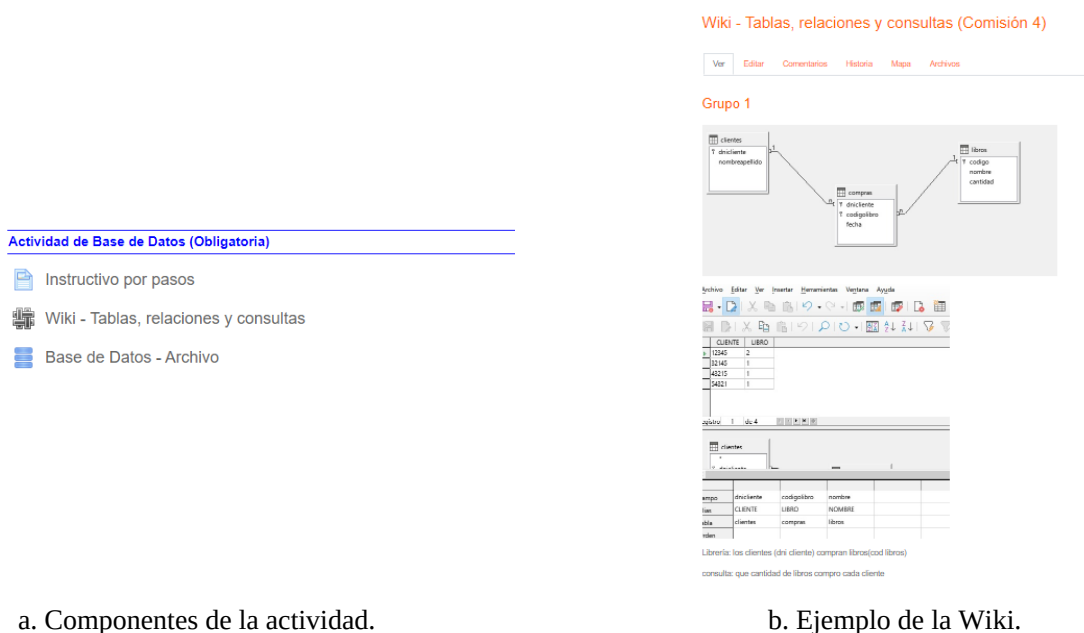 Actividad de Base de Datos (Obligatoria)
Instructivo por pasos
Wiki - Tablas, relaciones y consultas
Base de Datos - Archivo
a. Componentes de la actividad.
Wiki - Tablas, relaciones y consultas (Comisión 4)
Ver Editar Comentarios Historia Mapa Archivos
Grupo 1
clientes
dnicliente
nombreapellido
1
n
compras
dnicliente
codigolibro
fecha
n
1
libros
codigo
nombre
cantidad
Archivo Editar Ver Insertar Herramientas Ventana Ayuda
CLIENTE LIBRO
12345 2
32145 1
43215 1
54321 1
1 de 4
clientes
*
dnicliente codigolibro nombre
CLIENTE LIBRO NOMBRE
clientes compras libros
Librería: los clientes (dni cliente) compran libros(cod libros)
consulta: que cantidad de libros compro cada cliente
b. Ejemplo de la Wiki.